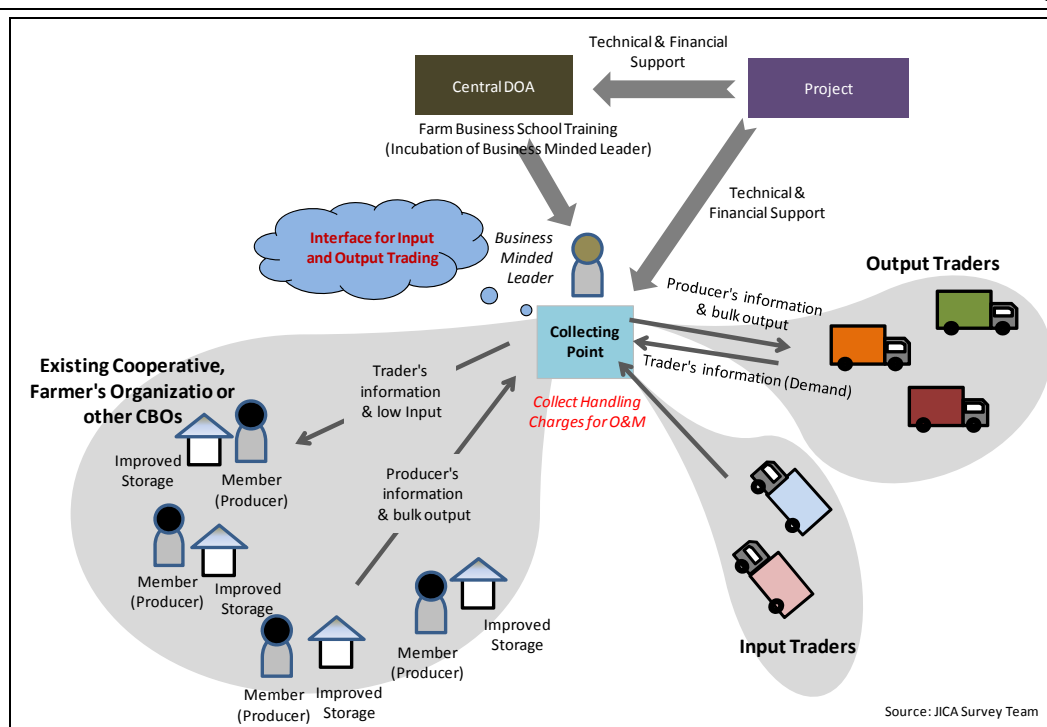 Technical & Financial
Support
Central DOA
Project
Farm Business School Training
(Incubation of Business Minded Leader)
Technical &
Financial Support
Interface for Input
and Output Trading
Business
Minded
Leader
Output Traders
Producer's information
& bulk output
Collecting
Point
Trader's information (Demand)
Existing Cooperative,
Farmer's Organizatio or
other CBOs
Trader's
information
& low Input
Collect Handling
Charges for O&M
Improved
Storage
Member
(Producer)
Producer's
information
& bulk output
Member
(Producer)
Improved
Storage
Improved
Storage
Member
(Producer)
Input Traders
Member
(Producer)
Improved
Storage
Source: JICA Survey Team